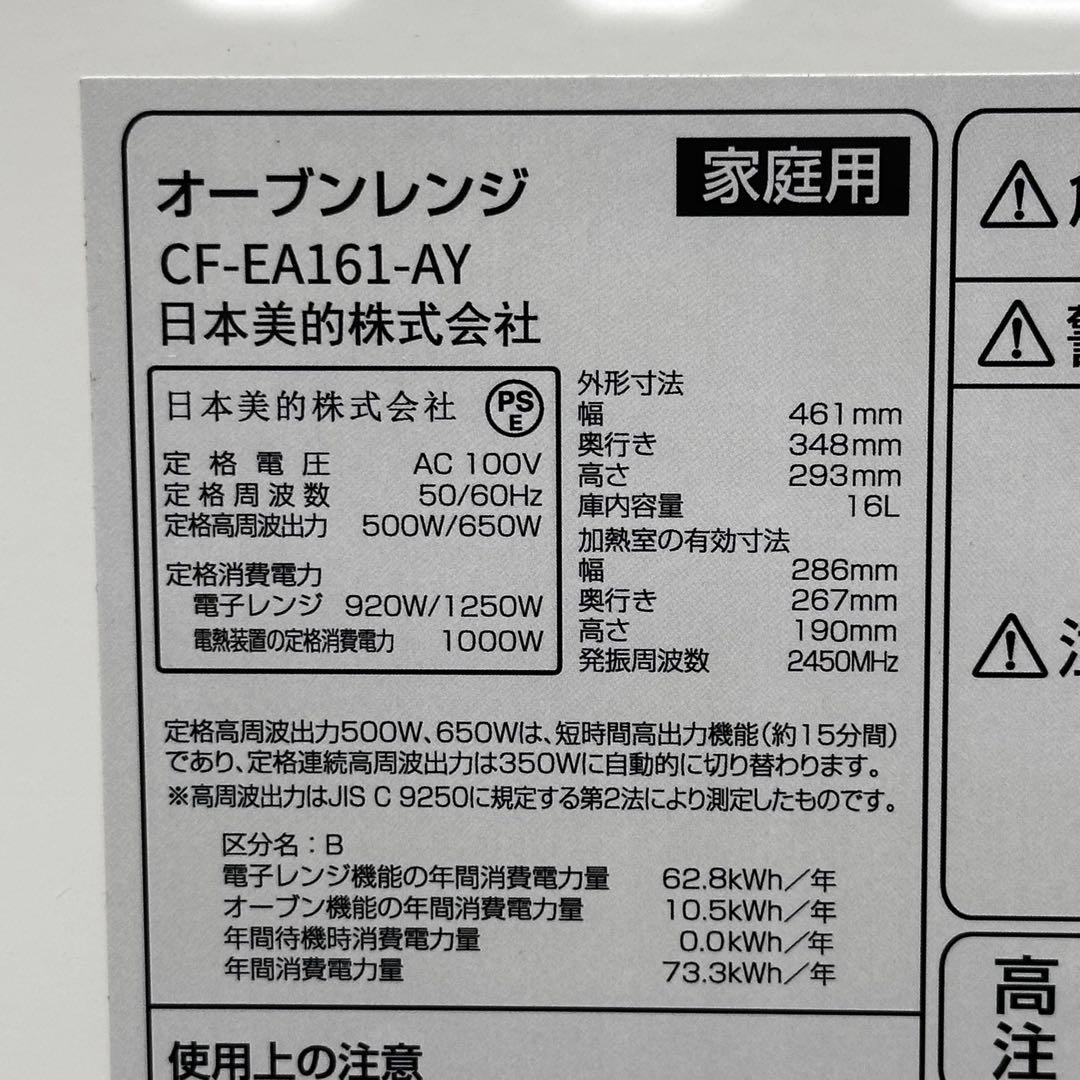 オーブンレンジ
家庭用
CF-EA161-AY
日本美的株式会社
日本美的株式会社 PS E
定格電圧 AC 100V
定格周波数 50/60Hz
定格高周波出力 500W/650W
定格消費電力
電子レンジ 920W/1250W
電熱装置の定格消費電力 1000W
外形寸法
幅 461mm
奥行き 348mm
高さ 293mm
庫内容量 16L
加熱室の有効寸法
幅 286mm
奥行き 267mm
高さ 190mm
発振周波数 2450MHz
定格高周波出力500W、650Wは、短時間高出力機能(約15分間)
であり、定格連続高周波出力は350Wに自動的に切り替わります。
※高周波出力はJIS C 9250に規定する第2法により測定したものです。
区分名：B
電子レンジ機能の年間消費電力量 62.8kWh／年
オーブン機能の年間消費電力量 10.5kWh／年
年間待機時消費電力量 0.0kWh／年
年間消費電力量 73.3kWh／年
使用上の注意
高
注